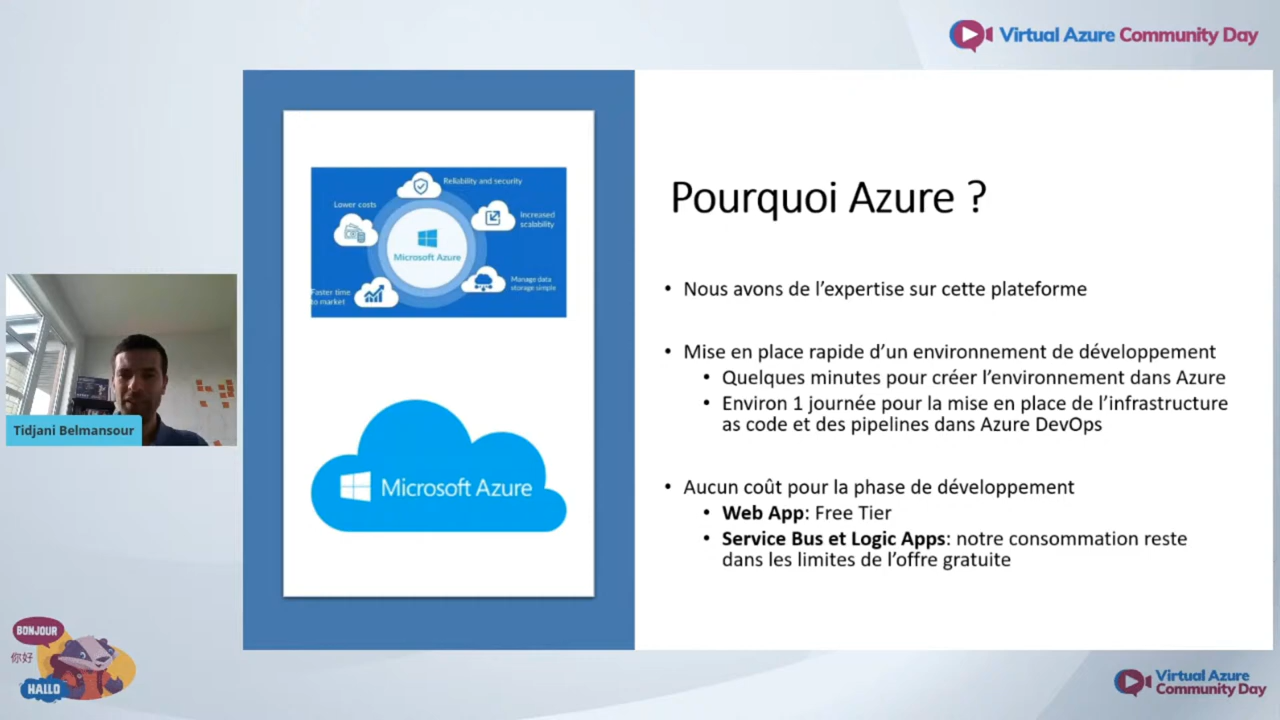 Virtual Azure Community Day
Reliability and security
Lower costs
Increased
scalability
Microsoft Azure
Manage data
storage simple
Faster time
to market
Microsoft Azure
Pourquoi Azure ?
• Nous avons de l’expertise sur cette plateforme
• Mise en place rapide d’un environnement de développement
• Quelques minutes pour créer l’environnement dans Azure
• Environ 1 journée pour la mise en place de l’infrastructure
as code et des pipelines dans Azure DevOps
• Aucun coût pour la phase de développement
• Web App: Free Tier
• Service Bus et Logic Apps: notre consommation reste
dans les limites de l’offre gratuite
Tidjani Belmansour
BONJOUR
你好
HALLO
Virtual Azure
Community Day